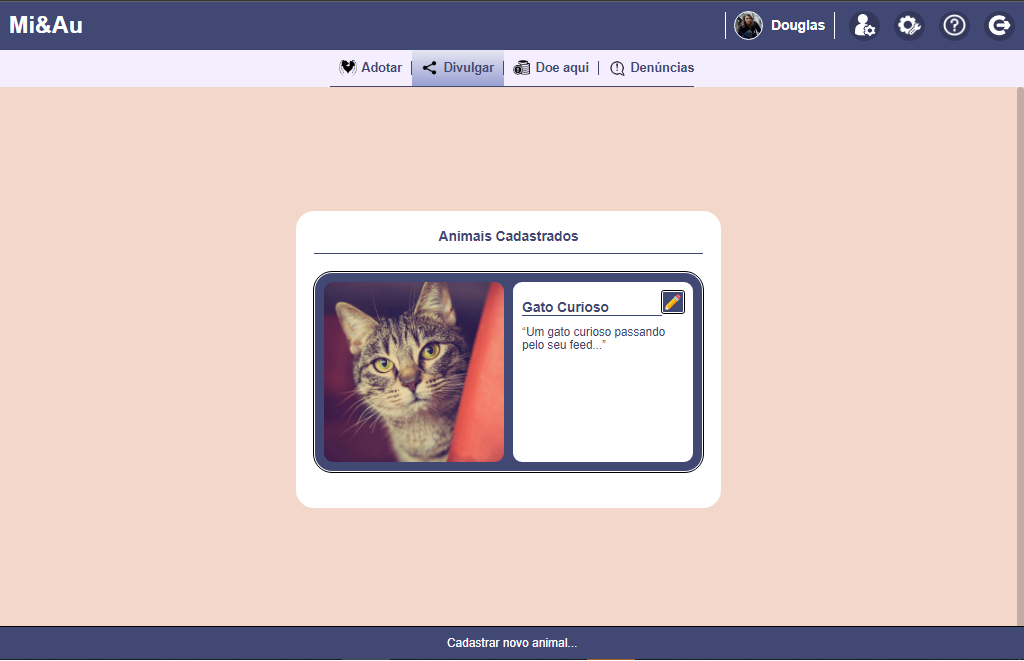 Mi&Au
Douglas
Adotar | Divulgar | Doe aqui | Denúncias
Animais Cadastrados
Gato Curioso
“Um gato curioso passando
pelo seu feed...”
Cadastrar novo animal...